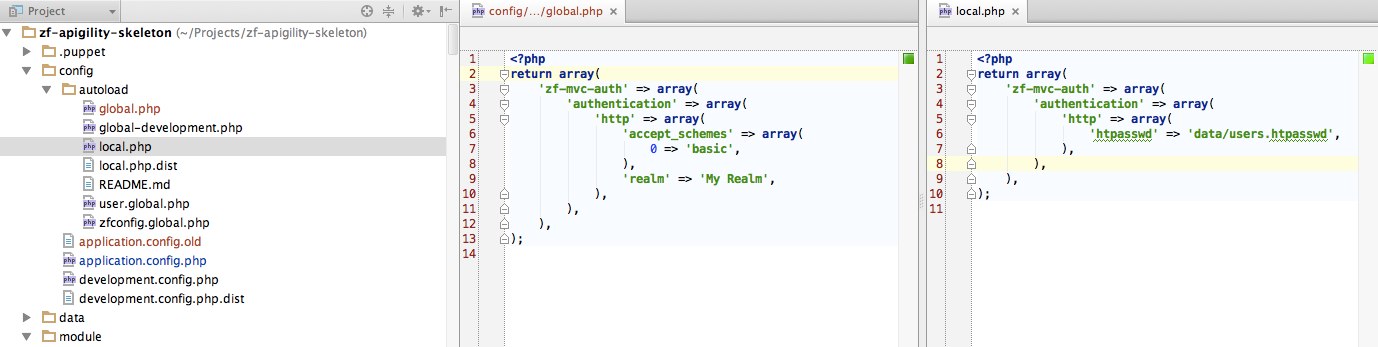 Project
zf-apigility-skeleton (~/Projects/zf-apigility-skeleton)
.puppet
config
autoload
global.php
global-development.php
local.php
local.php.dist
README.md
user.global.php
zfconfig.global.php
application.config.old
application.config.php
development.config.php
development.config.php.dist
data
module
config/.../global.php
1 <?php
2 return array(
3 'zf-mvc-auth' => array(
4 'authentication' => array(
5 'http' => array(
6 'accept_schemes' => array(
7 0 => 'basic',
8 ),
9 'realm' => 'My Realm',
10 ),
11 ),
12 ),
13 );
14
local.php
1 <?php
2 return array(
3 'zf-mvc-auth' => array(
4 'authentication' => array(
5 'http' => array(
6 'htpasswd' => 'data/users.htpasswd',
7 ),
8 ),
9 ),
10 );
11